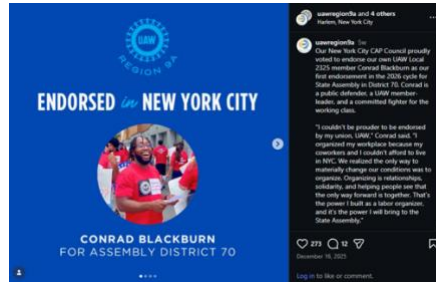 UAW
REGION 9A
ENDORSED in NEW YORK CITY
CONRAD BLACKBURN
FOR ASSEMBLY DISTRICT 70
uawregion9a and 4 others
Harlem, New York City
uawregion9a 5w
Our New York City CAP Council proudly
voted to endorse our own UAW Local
2325 member Conrad Blackburn as our
first endorsement in the 2026 cycle for
State Assembly in District 70. Conrad is
a public defender, a UAW member-
leader, and a committed fighter for the
working class.
"I couldn't be prouder to be endorsed
by my union, UAW," Conrad said. "I
organized my workplace because my
coworkers and I couldn't afford to live
in NYC. We realized the only way to
materially change our conditions was to
organize. Organizing is relationships,
solidarity, and helping people see that
the only way forward is together. That's
the power I built as a labor organizer,
and it's the power I will bring to the
State Assembly."
273 12
December 16, 2025
Log in to like or comment.